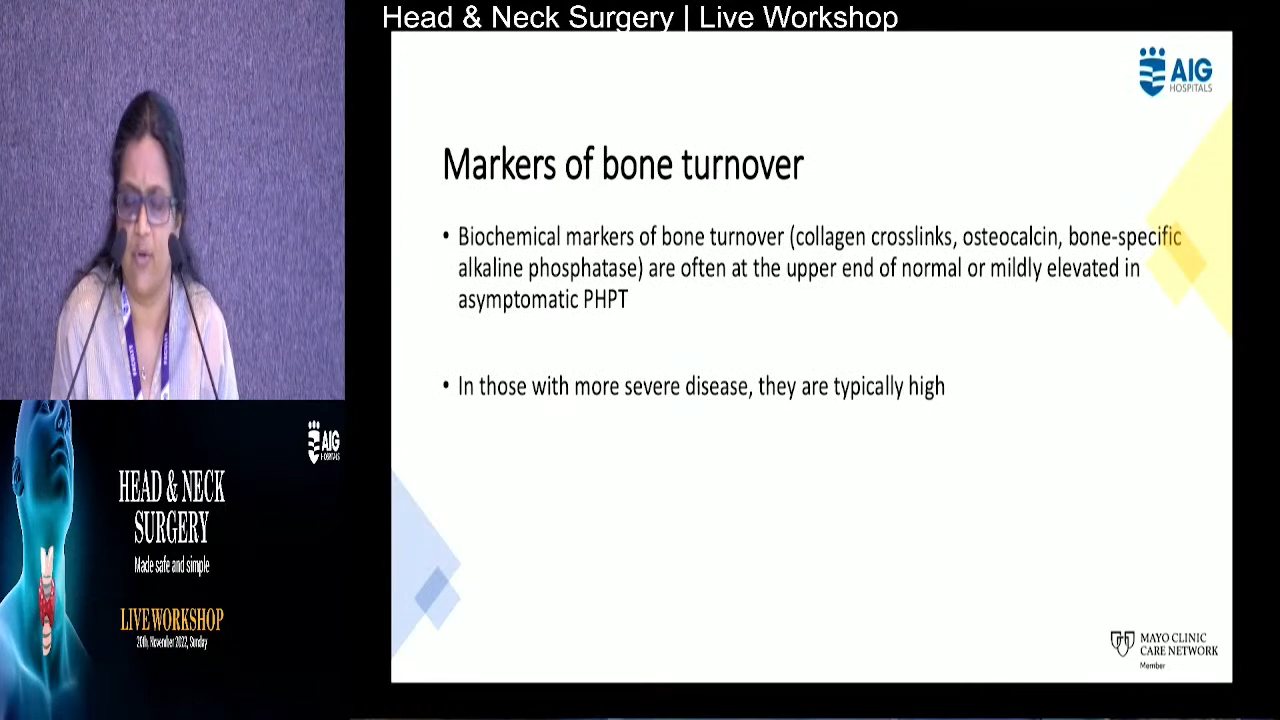 Head & Neck Surgery | Live Workshop
AIG
HOSPITALS
Markers of bone turnover
• Biochemical markers of bone turnover (collagen crosslinks, osteocalcin, bone-specific
alkaline phosphatase) are often at the upper end of normal or mildly elevated in
asymptomatic PHPT
• In those with more severe disease, they are typically high
MAYO CLINIC
CARE NETWORK
Member
AIG
HOSPITALS
HEAD & NECK
SURGERY
Made safe and simple
LIVE WORKSHOP
20th, November 2022, Sunday